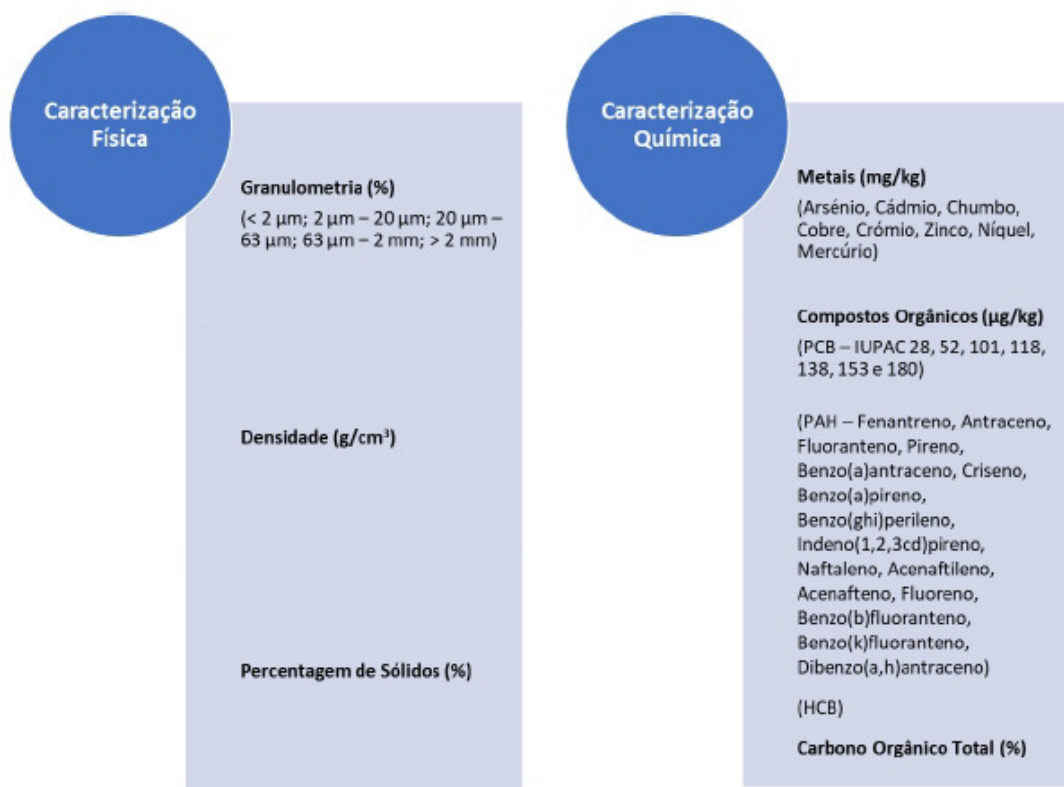 Caracterização
Física
Granulometria (%)
(< 2 µm; 2 µm – 20 µm; 20 µm –
63 µm; 63 µm – 2 mm; > 2 mm)
Densidade (g/cm³)
Percentagem de Sólidos (%)
Caracterização
Química
Metais (mg/kg)
(Arsénio, Cádmio, Chumbo,
Cobre, Crómio, Zinco, Níquel,
Mercúrio)
Compostos Orgânicos (µg/kg)
(PCB – IUPAC 28, 52, 101, 118,
138, 153 e 180)
(PAH – Fenantreno, Antraceno,
Fluoranteno, Pireno,
Benzo(a)antraceno, Criseno,
Benzo(a)pireno,
Benzo(ghi)perileno,
Indeno(1,2,3cd)pireno,
Naftaleno, Acenaftileno,
Acenafteno, Fluoreno,
Benzo(b)fluoranteno,
Benzo(k)fluoranteno,
Dibenzo(a,h)antraceno)
(HCB)
Carbono Orgânico Total (%)